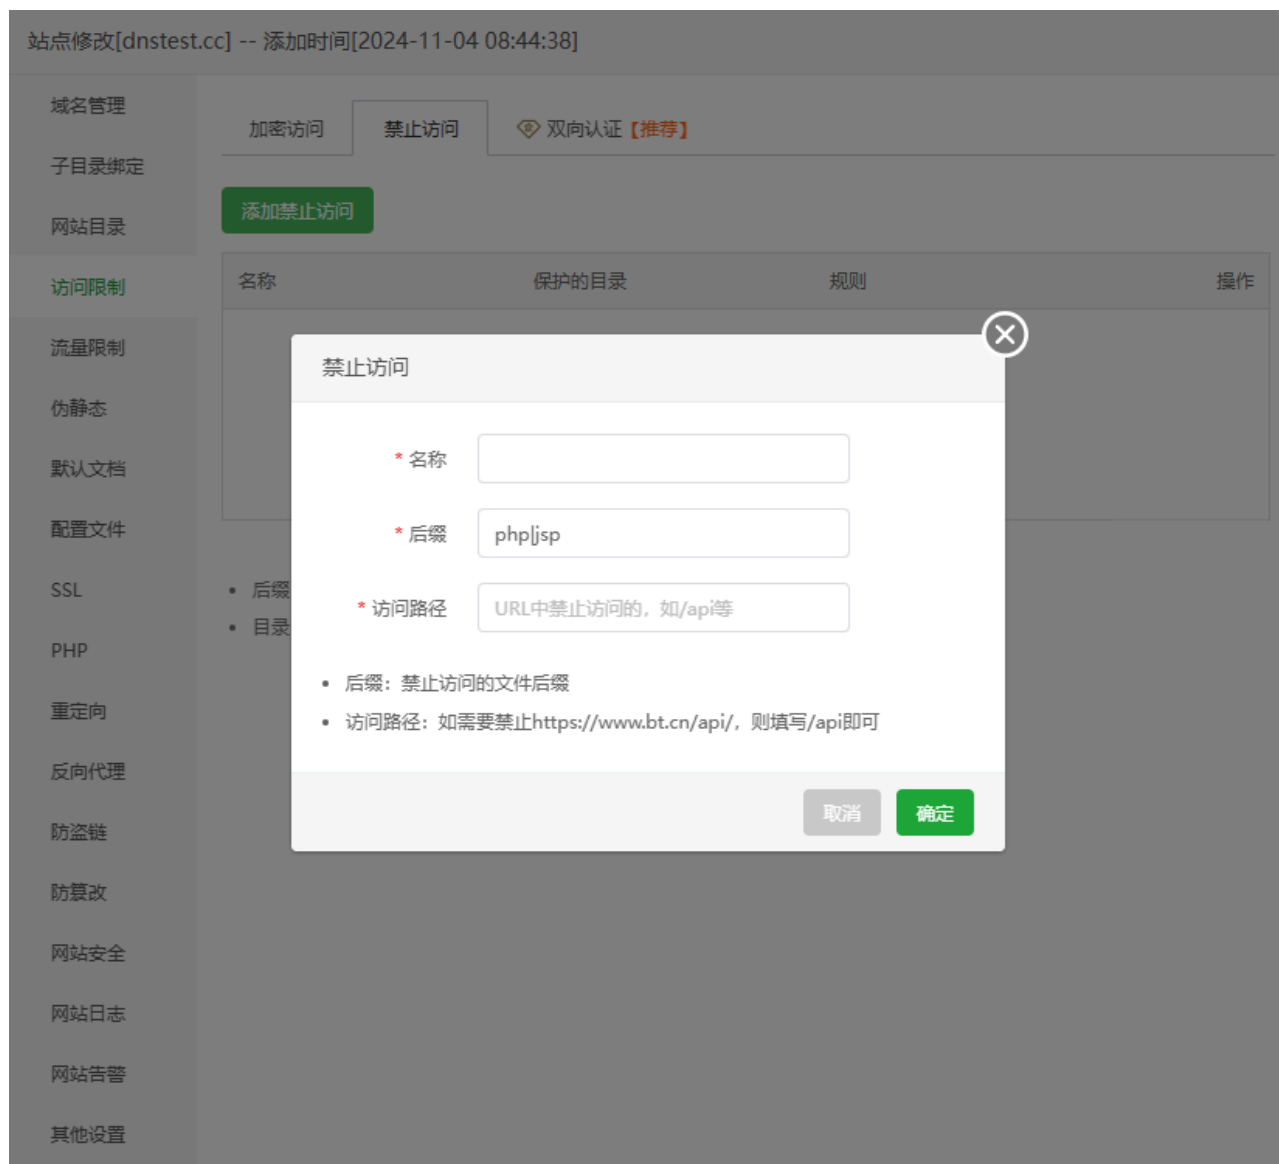 站点修改[dnstest.cc] -- 添加时间[2024-11-04 08:44:38]
域名管理
子目录绑定
网站目录
访问限制
流量限制
伪静态
默认文档
配置文件
SSL
PHP
重定向
反向代理
防盗链
防篡改
网站安全
网站日志
网站告警
其他设置
加密访问 禁止访问 双向认证【推荐】
添加禁止访问
名称 保护的目录 规则 操作
后缀
目录
禁止访问
* 名称
* 后缀 php|jsp
* 访问路径 URL中禁止访问的，如/api等
• 后缀：禁止访问的文件后缀
• 访问路径：如需要禁止https://www.bt.cn/api/，则填写/api即可
取消 确定